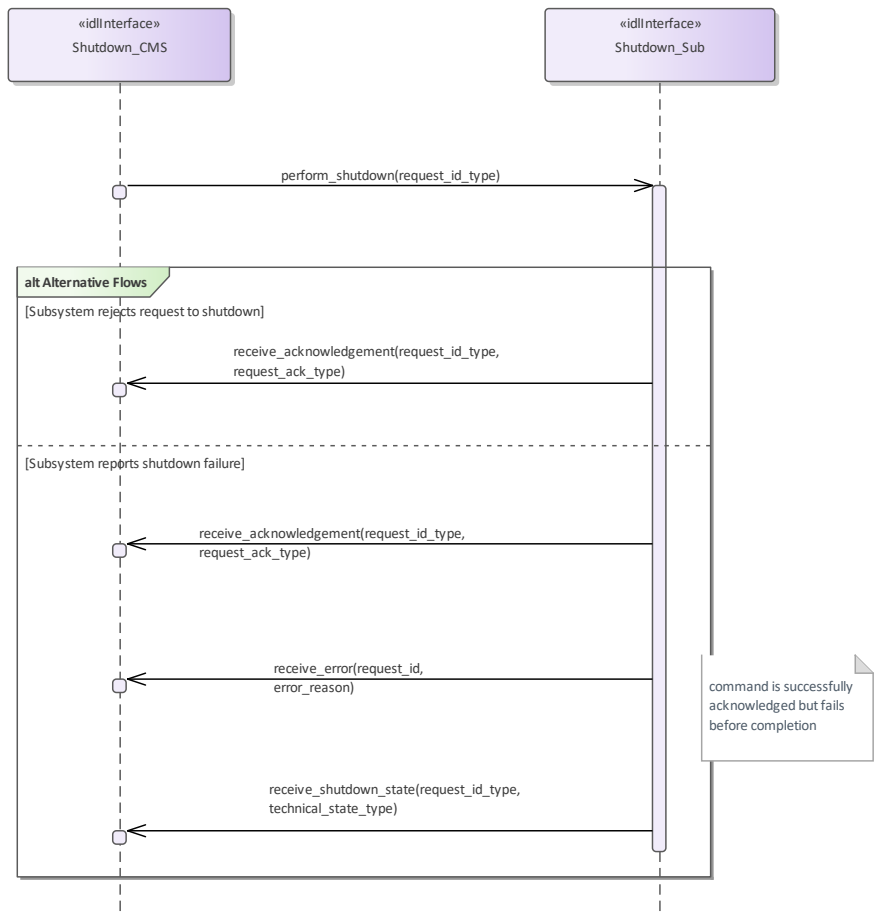 «idlInterface»
Shutdown_CMS
«idlInterface»
Shutdown_Sub
perform_shutdown(request_id_type)
alt Alternative Flows
[Subsystem rejects request to shutdown]
receive_acknowledgement(request_id_type,
request_ack_type)
[Subsystem reports shutdown failure]
receive_acknowledgement(request_id_type,
request_ack_type)
receive_error(request_id,
error_reason)
command is successfully
acknowledged but fails
before completion
receive_shutdown_state(request_id_type,
technical_state_type)